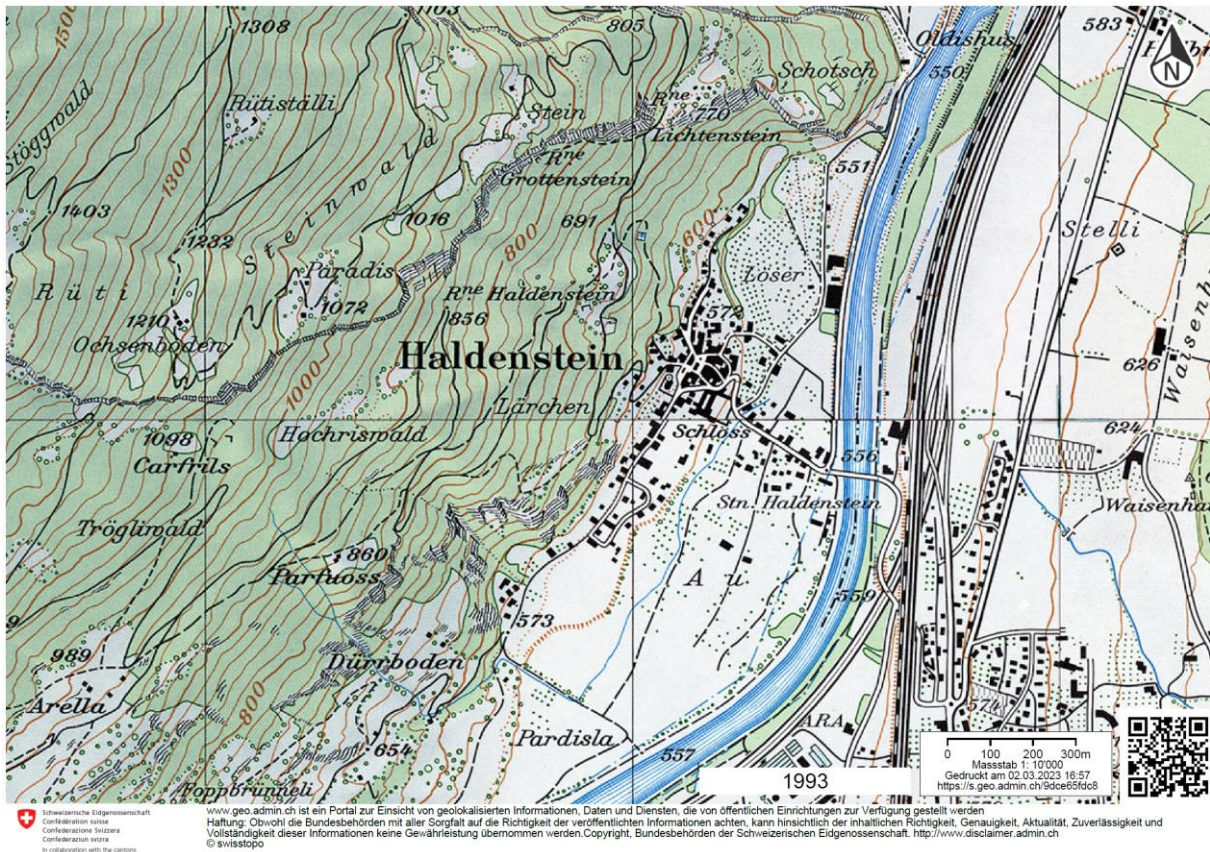 1308
1103
805
583
1500
Oldishus
550
N
Rütiställi
Stein
Schotsch
Stöggwald
Rne
770
Lichtenstein
1300
Steinwald
Rne
Grottenstein
551
1403
1016
691
600
1232
800
Stelli
Paradis
Löser
Rüti
1072
Rne Haldenstein
1210
856
578
Ochsenboden
Haldenstein
626
1000
Lärchen
1098
Hochriswald
Schloss
624
Carfrils
556
Stn. Haldenstein
Trögliwald
860
Au
Parfuoss
559
573
989
Dürrboden
Arella
800
574
ARA
654
Pardisla
557
Foppbrünneli
1993
0 100 200 300m
Massstab 1: 10'000
Gedruckt am 02.03.2023 16:57
https://s.geo.admin.ch/9dce65fdc8
Schweizerische Eidgenossenschaft
Confédération suisse
Confederazione Svizzera
Confederaziun svizra
In collaboration with the cantons
www.geo.admin.ch ist ein Portal zur Einsicht von geolokalisierten Informationen, Daten und Diensten, die von öffentlichen Einrichtungen zur Verfügung gestellt werden
Haftung: Obwohl die Bundesbehörden mit aller Sorgfalt auf die Richtigkeit der veröffentlichten Informationen achten, kann hinsichtlich der inhaltlichen Richtigkeit, Genauigkeit, Aktualität, Zuverlässigkeit und
Vollständigkeit dieser Informationen keine Gewährleistung übernommen werden.Copyright, Bundesbehörden der Schweizerischen Eidgenossenschaft. http://www.disclaimer.admin.ch
© swisstopo